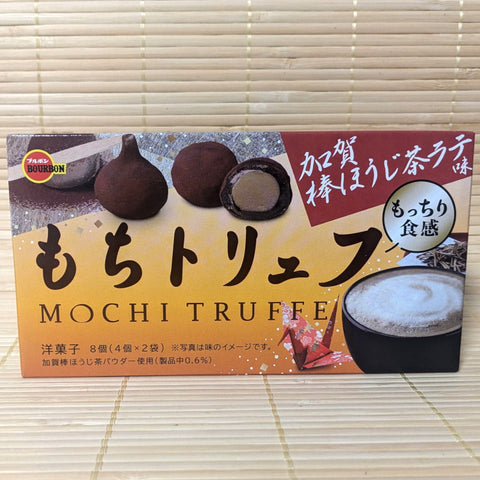 ブルボン
BOURBON
加賀
棒ほうじ茶ラテ
味
もっちり
食感
もちトリュフ
MOCHI TRUFFE
洋菓子 8個(4個×2袋) ※写真は味のイメージです。
加賀棒ほうじ茶パウダー使用(製品中0.6%)